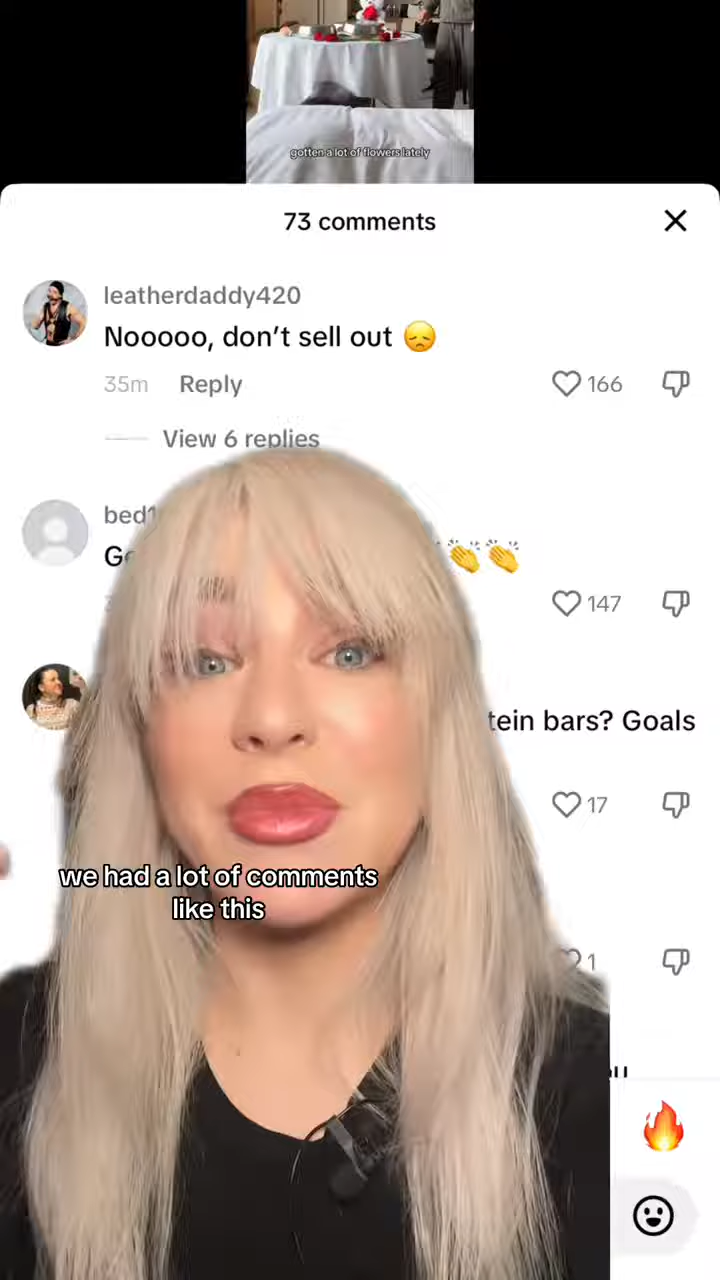 gotten a lot of flowers lately
73 comments
leatherdaddy420
Nooooo, don't sell out 😞
35m Reply 166
View 6 replies
147
bars? Goals
17
we had a lot of comments
like this
1